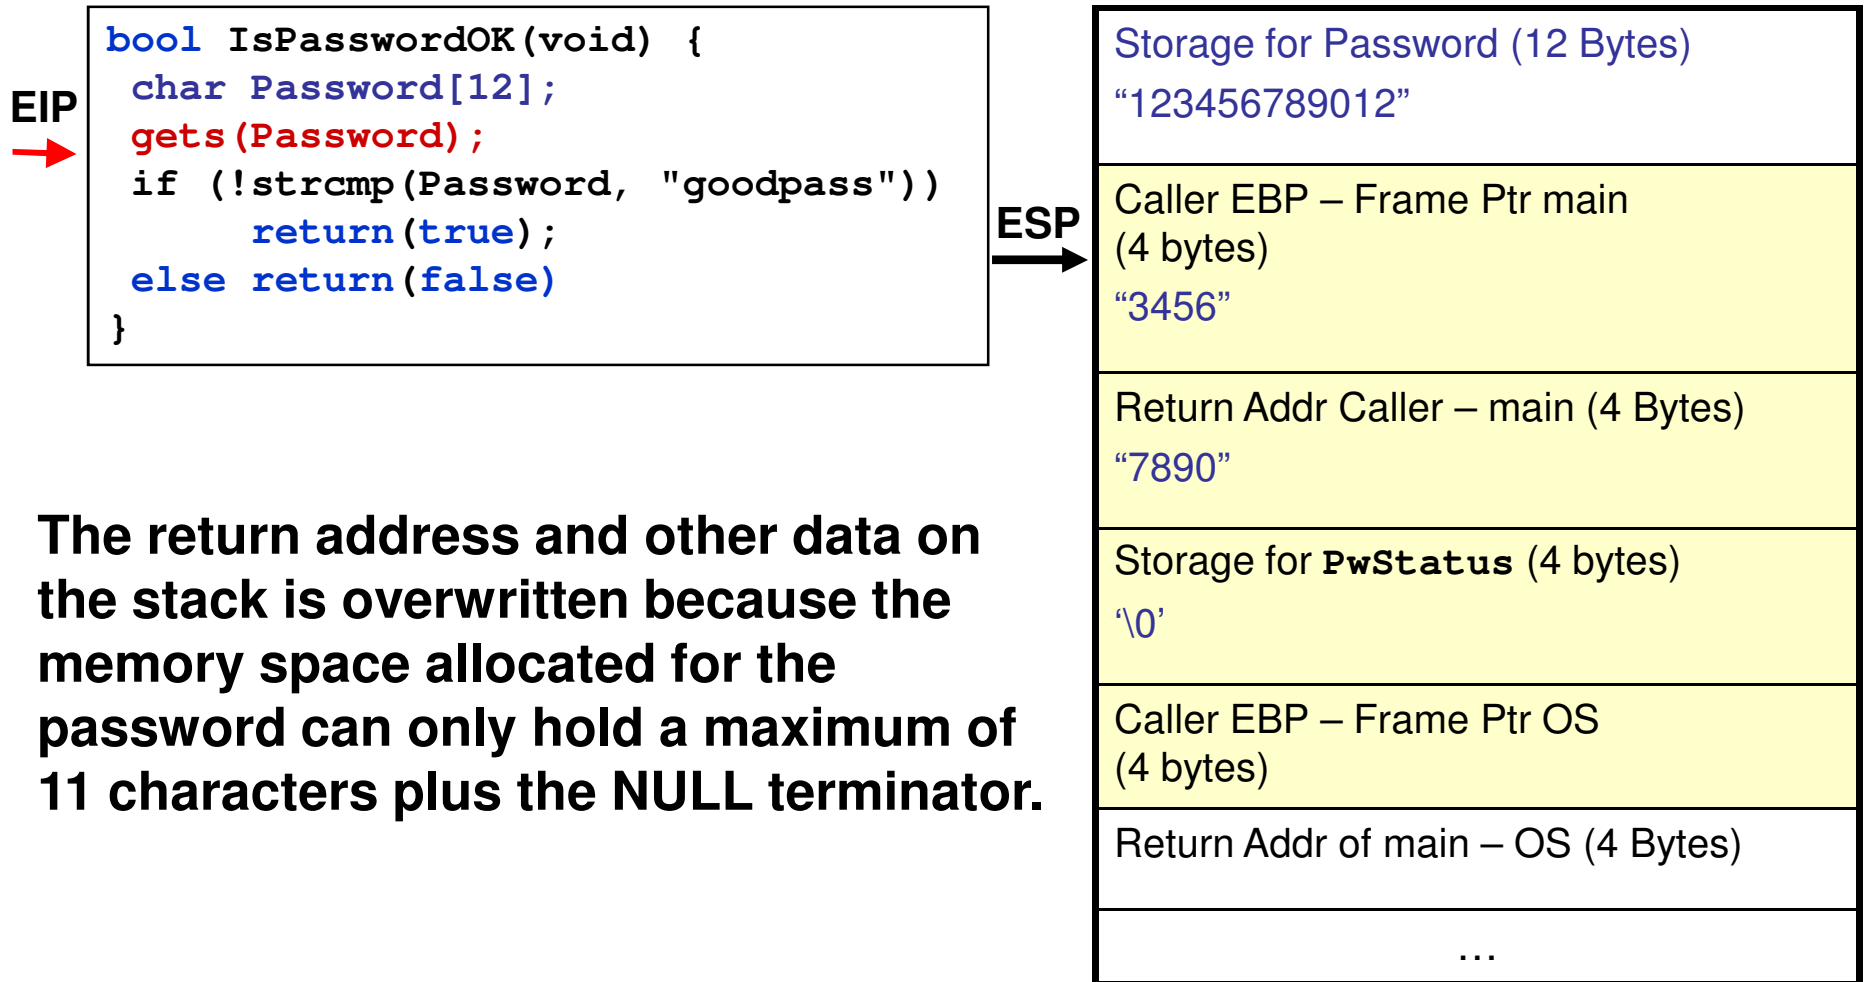 bool IsPasswordOK(void) {
char Password[12];
gets(Password);
if (!strcmp(Password, "goodpass"))
return(true);
else return(false)
}
EIP
ESP
The return address and other data on
the stack is overwritten because the
memory space allocated for the
password can only hold a maximum of
11 characters plus the NULL terminator.
Storage for Password (12 Bytes)
“123456789012”
Caller EBP – Frame Ptr main
(4 bytes)
“3456”
Return Addr Caller – main (4 Bytes)
“7890”
Storage for PwStatus (4 bytes)
‘\0’
Caller EBP – Frame Ptr OS
(4 bytes)
Return Addr of main – OS (4 Bytes)
…